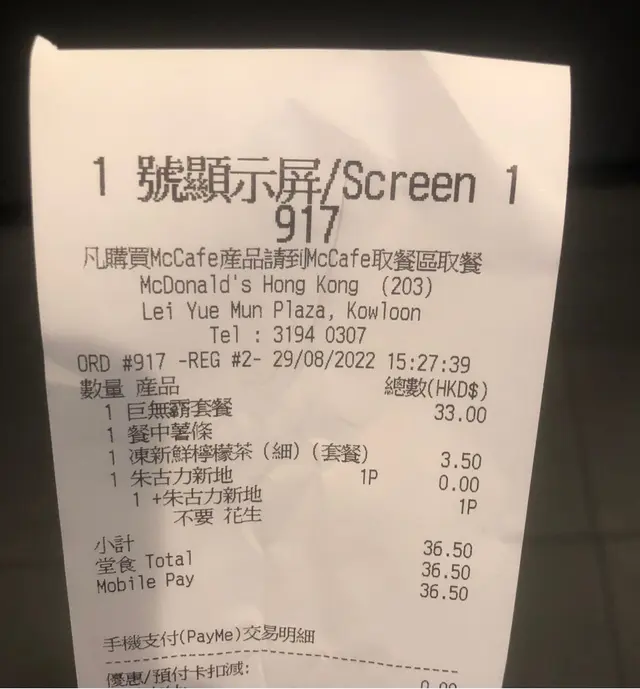 1 號顯示屏/Screen 1
917
凡購買McCafe產品請到McCafe取餐區取餐
McDonald's Hong Kong (203)
Lei Yue Mun Plaza, Kowloon
Tel : 3194 0307
ORD #917 -REG #2- 29/08/2022 15:27:39
數量 產品 總數(HKD$)
1 巨無霸套餐 33.00
1 餐中薯條
1 凍新鮮檸檬茶（細）（套餐） 3.50
1 朱古力新地 1P 0.00
1 +朱古力新地 1P
不要 花生
小計 36.50
堂食 Total 36.50
Mobile Pay 36.50
手機支付(PayMe)交易明細
優惠/預付卡扣減: 0.00